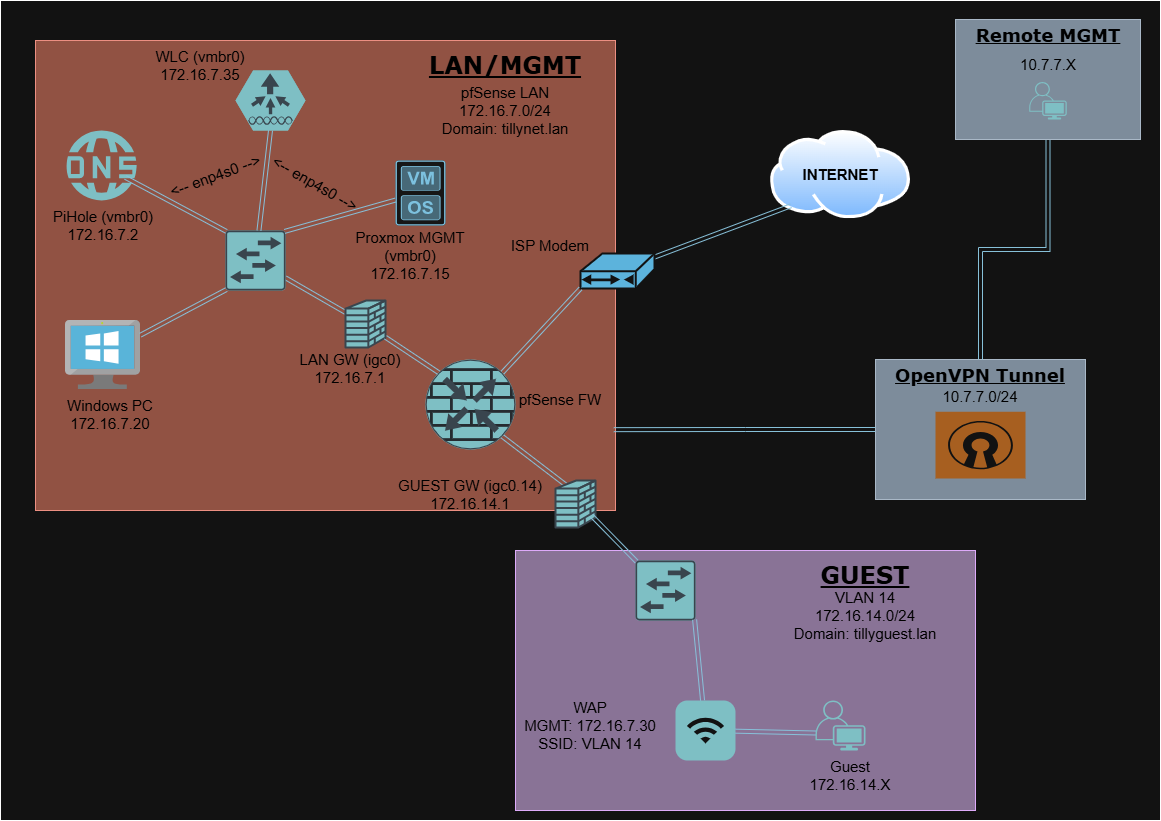 WLC (vmbr0)
172.16.7.35
LAN/MGMT
pfSense LAN
172.16.7.0/24
Domain: tillynet.lan
Remote MGMT
10.7.7.X
DNS
PiHole (vmbr0)
172.16.7.2
<-- enp4s0 -->
<-- enp4s0 -->
VM
OS
Proxmox MGMT
(vmbr0)
172.16.7.15
INTERNET
ISP Modem
Windows PC
172.16.7.20
LAN GW (igc0)
172.16.7.1
pfSense FW
OpenVPN Tunnel
10.7.7.0/24
GUEST GW (igc0.14)
172.16.14.1
GUEST
VLAN 14
172.16.14.0/24
Domain: tillyguest.lan
WAP
MGMT: 172.16.7.30
SSID: VLAN 14
Guest
172.16.14.X